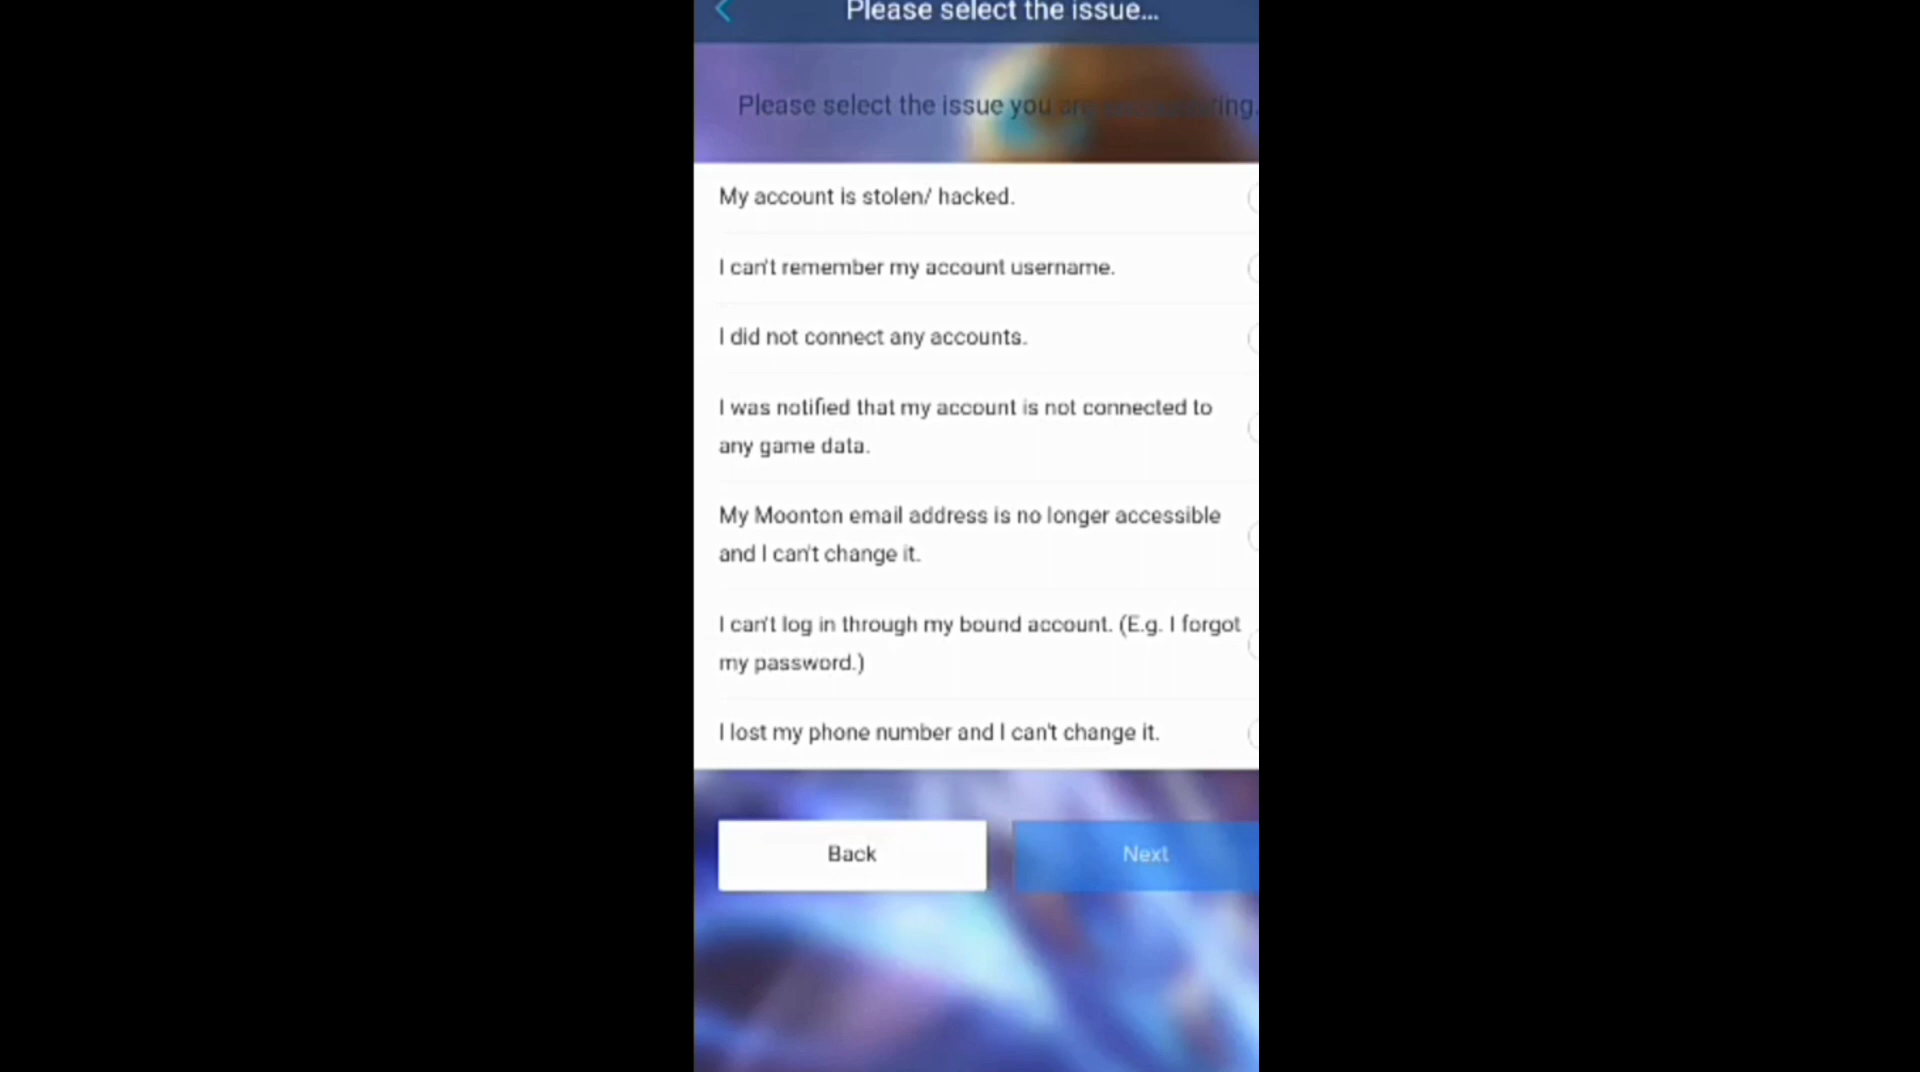 Please select the issue...
Please select the issue you are
My account is stolen/ hacked.
I can't remember my account username.
I did not connect any accounts.
I was notified that my account is not connected to
any game data.
My Moonton email address is no longer accessible
and I can't change it.
I can't log in through my bound account. (E.g. I forgot
my password.)
I lost my phone number and I can't change it.
Back
Next